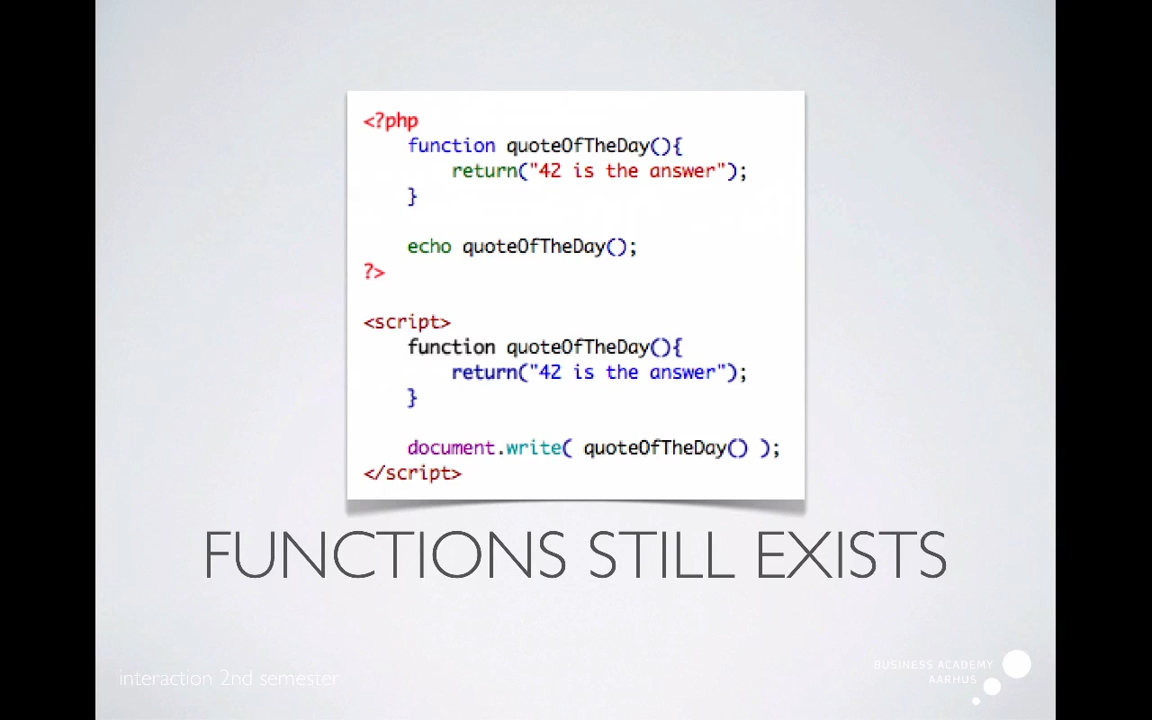 <?php
function quoteOfTheDay(){
return("42 is the answer");
}
echo quoteOfTheDay();
?>
<script>
function quoteOfTheDay(){
return("42 is the answer");
}
document.write( quoteOfTheDay() );
</script>
FUNCTIONS STILL EXISTS
interaction 2nd semester
BUSINESS ACADEMY
AARHUS